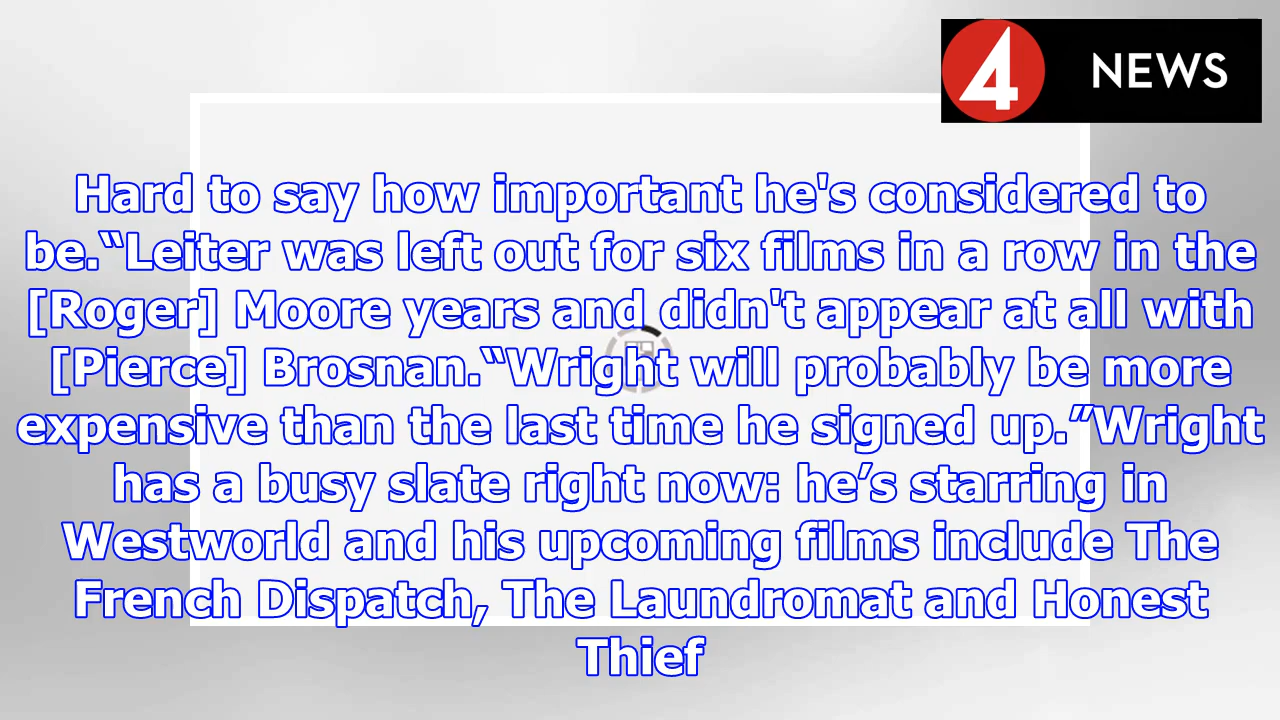 4 NEWS
Hard to say how important he's considered to
be.“Leiter was left out for six films in a row in the
[Roger] Moore years and didn't appear at all with
[Pierce] Brosnan.“Wright will probably be more
expensive than the last time he signed up.”Wright
has a busy slate right now: he’s starring in
Westworld and his upcoming films include The
French Dispatch, The Laundromat and Honest
Thief